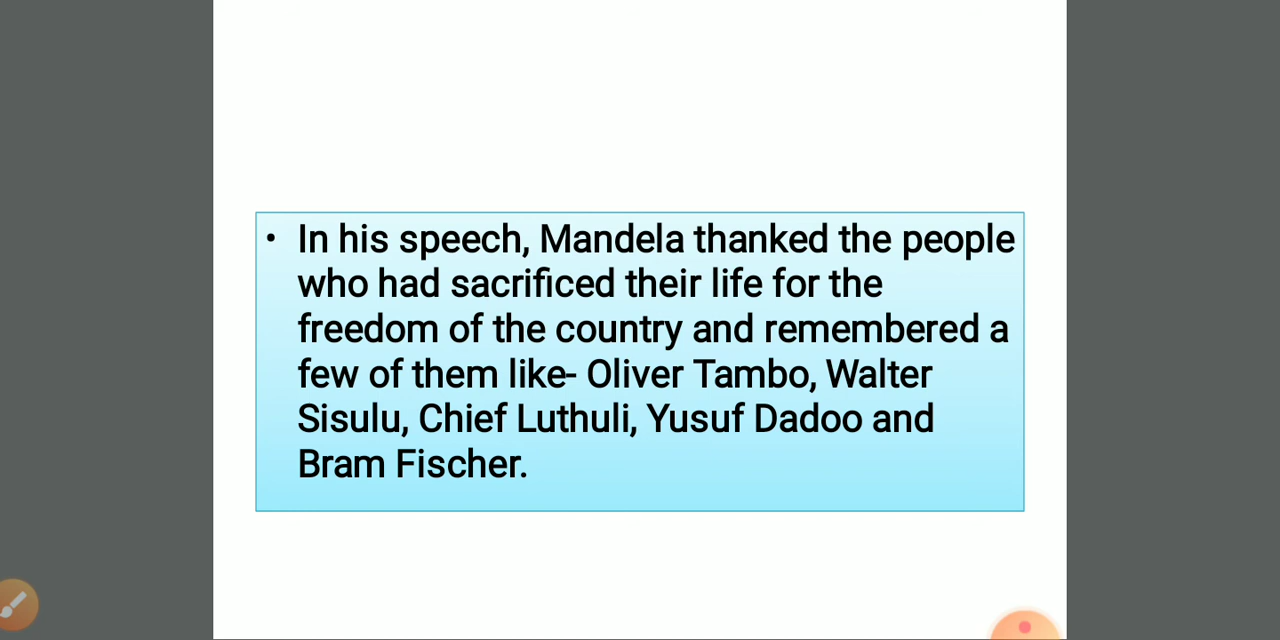 • In his speech, Mandela thanked the people
who had sacrificed their life for the
freedom of the country and remembered a
few of them like- Oliver Tambo, Walter
Sisulu, Chief Luthuli, Yusuf Dadoo and
Bram Fischer.